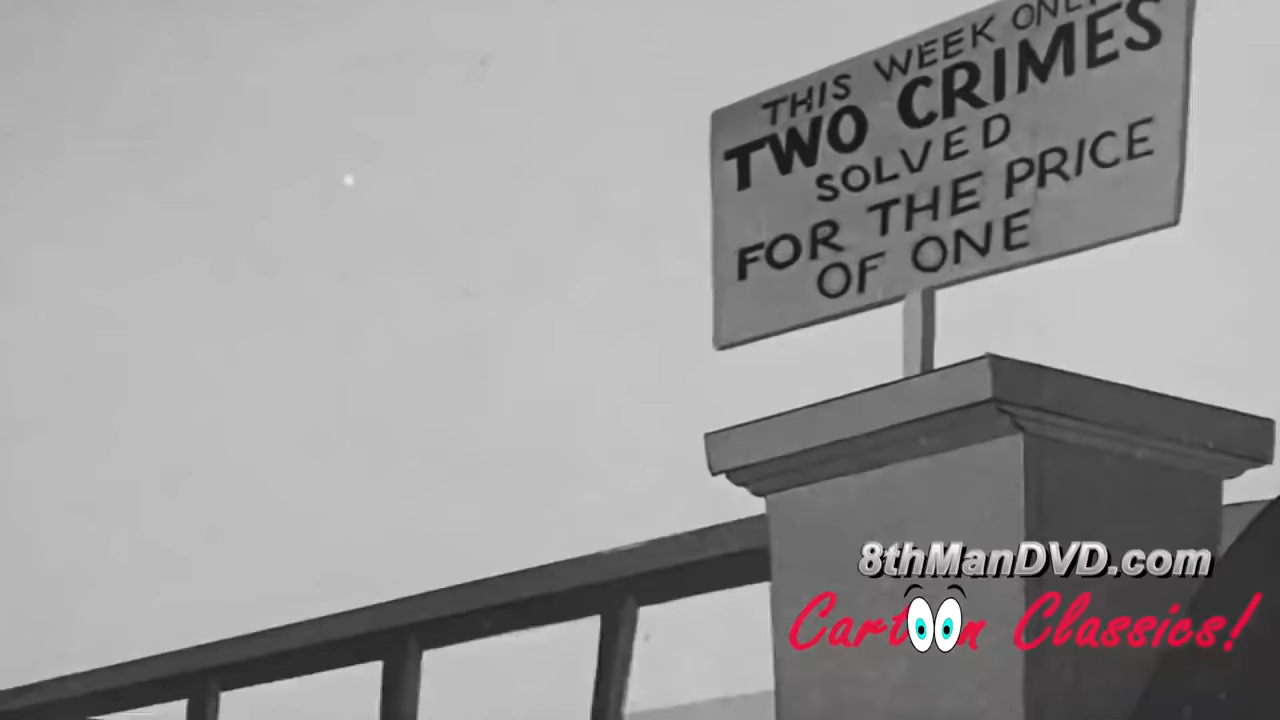 THIS WEEK ONLY
TWO CRIMES
SOLVED
FOR THE PRICE
OF ONE
8thManDVD.com
Cartoon Classics!